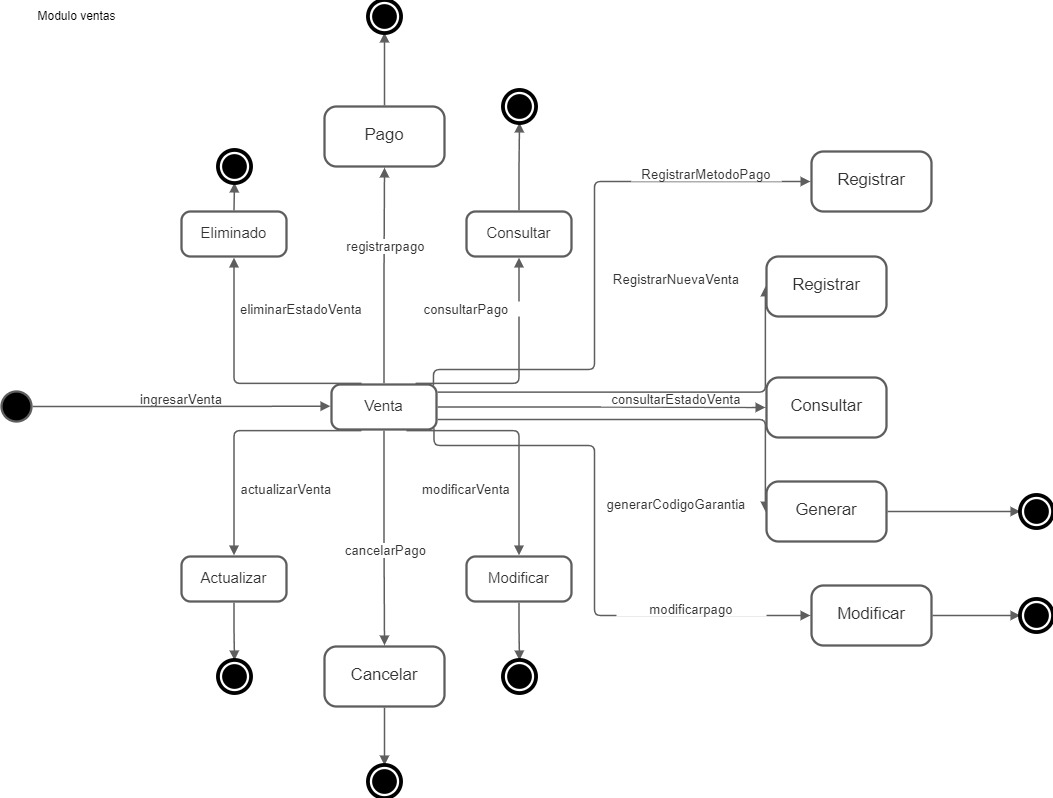 Modulo ventas
Pago
RegistrarMetodoPago
Registrar
Eliminado
Consultar
registrarpago
RegistrarNuevaVenta
Registrar
eliminarEstadoVenta
consultarPago
ingresarVenta
Venta
consultarEstadoVenta
Consultar
actualizarVenta
modificarVenta
generarCodigoGarantia
Generar
cancelarPago
Actualizar
Modificar
modificarpago
Modificar
Cancelar